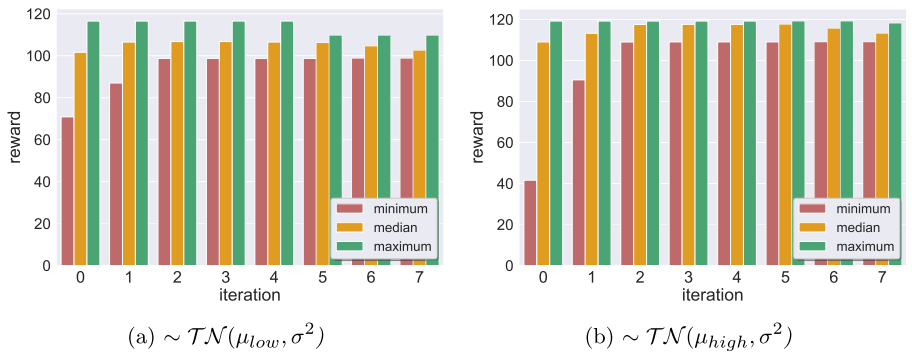 120
100
80
60
40
20
0
reward
minimum
median
maximum
0 1 2 3 4 5 6 7
iteration
(a) ∼ 𝒯𝒩(μ_low, σ²)
120
100
80
60
40
20
0
reward
minimum
median
maximum
0 1 2 3 4 5 6 7
iteration
(b) ∼ 𝒯𝒩(μ_high, σ²)